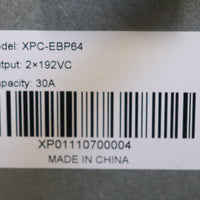 odel: XPC-EBP64
utput: 2×192VC
apacity: 30A
XP01110700004
MADE IN CHINA